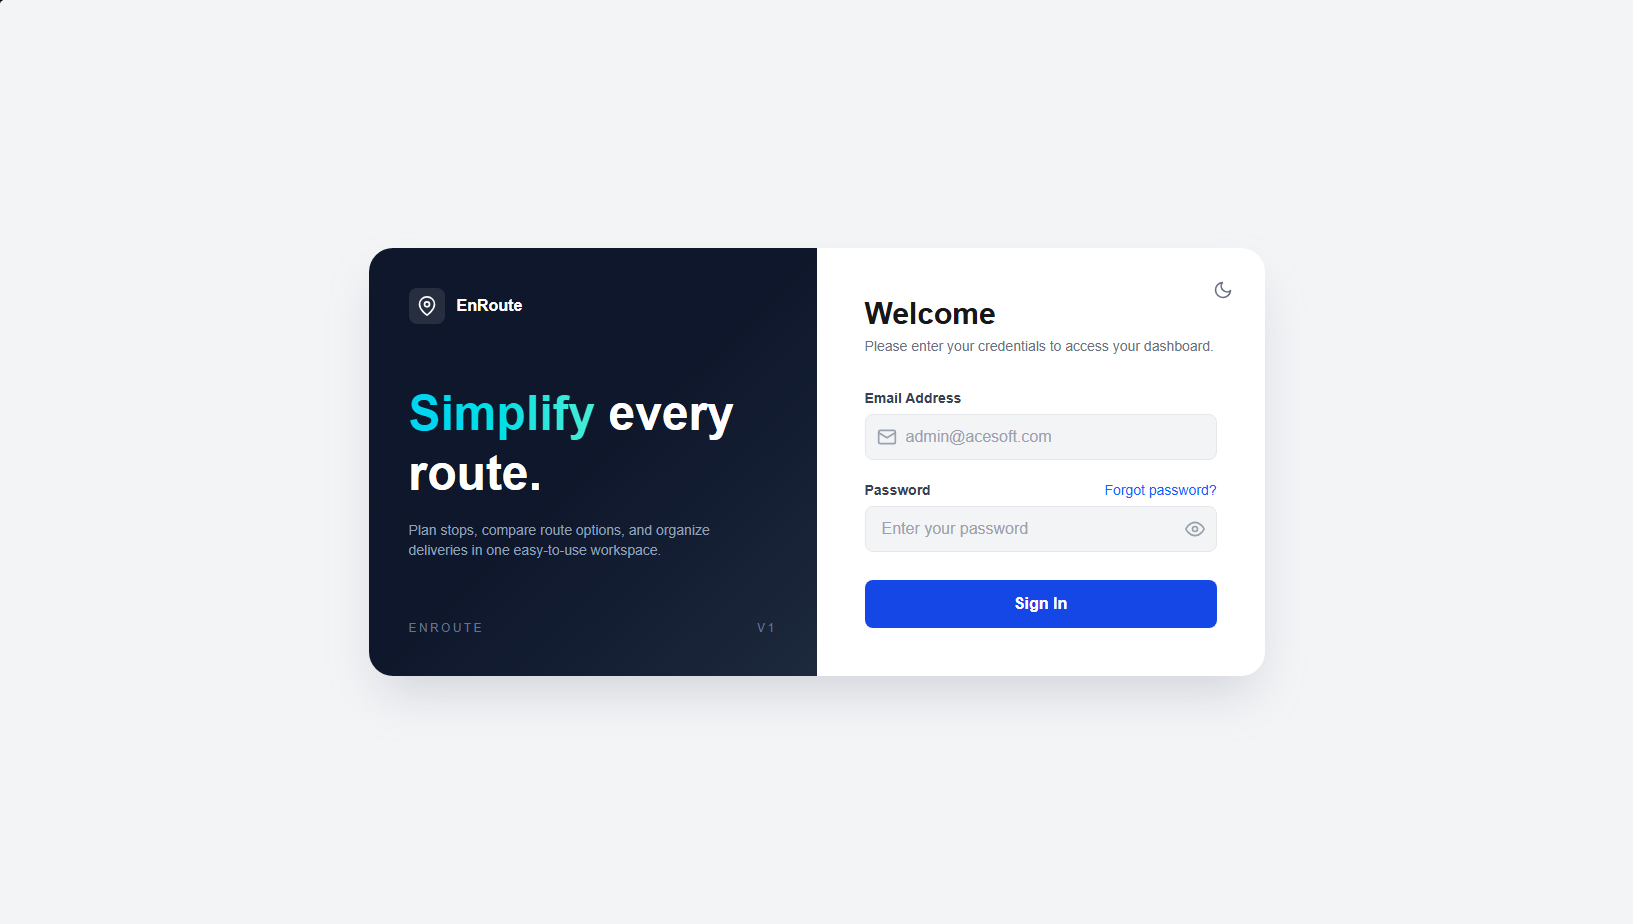 EnRoute
Simplify every
route.
Plan stops, compare route options, and organize
deliveries in one easy-to-use workspace.
ENROUTE
V1
Welcome
Please enter your credentials to access your dashboard.
Email Address
admin@acesoft.com
Password
Forgot password?
Enter your password
Sign In